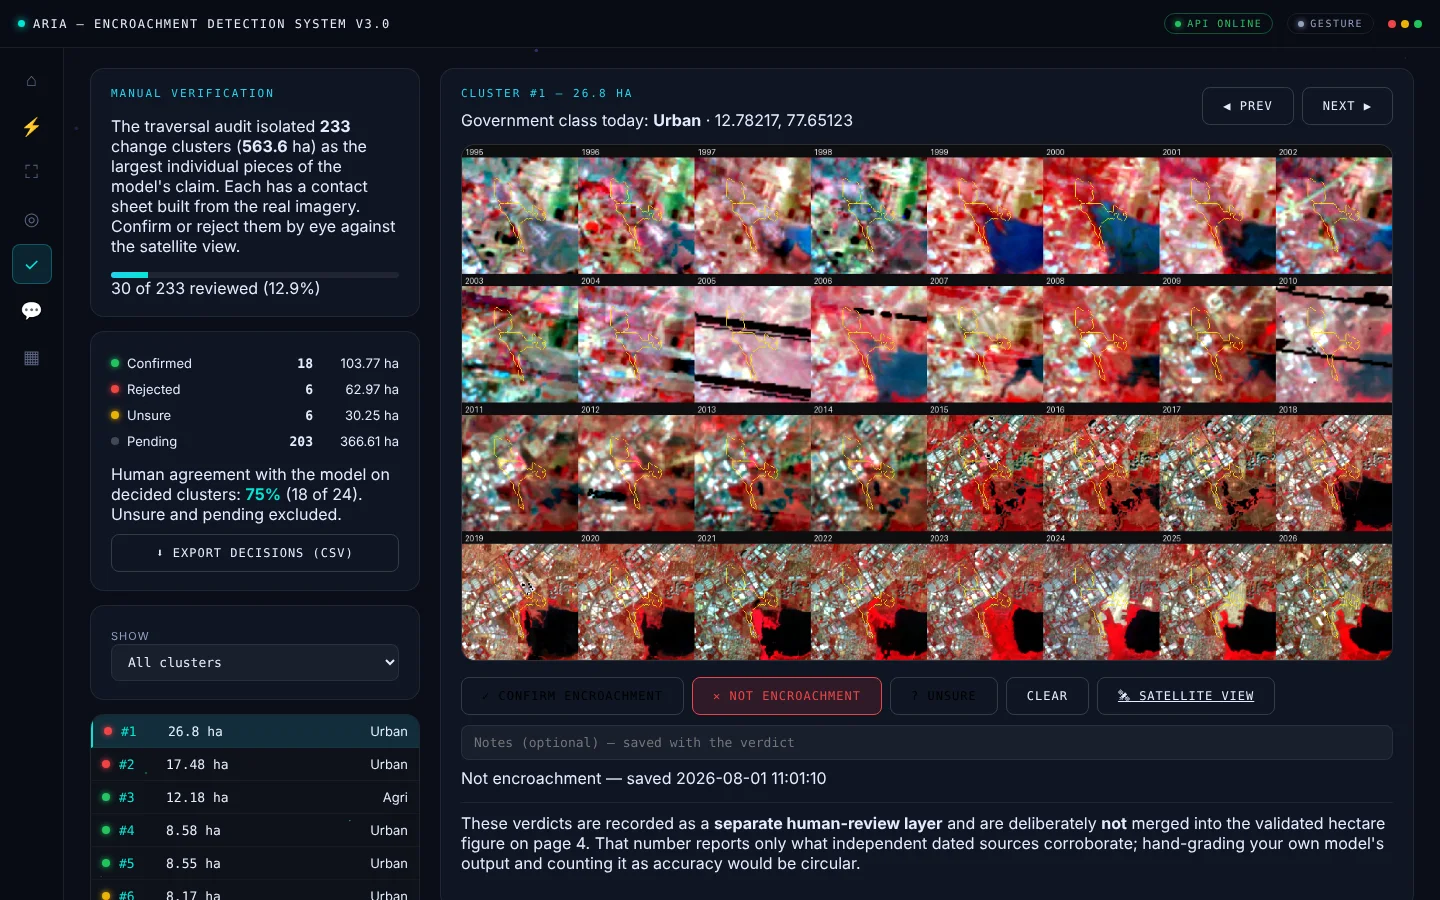 ARIA — ENCROACHMENT DETECTION SYSTEM V3.0
API ONLINE
GESTURE
MANUAL VERIFICATION
The traversal audit isolated 233
change clusters (563.6 ha) as the
largest individual pieces of the
model's claim. Each has a contact
sheet built from the real imagery.
Confirm or reject them by eye against
the satellite view.
30 of 233 reviewed (12.9%)
Confirmed 18 103.77 ha
Rejected 6 62.97 ha
Unsure 6 30.25 ha
Pending 203 366.61 ha
Human agreement with the model on
decided clusters: 75% (18 of 24).
Unsure and pending excluded.
⬇ EXPORT DECISIONS (CSV)
SHOW
All clusters
#1 26.8 ha Urban
#2 17.48 ha Urban
#3 12.18 ha Agri
#4 8.58 ha Urban
#5 8.55 ha Urban
#6 8.17 ha Urban
CLUSTER #1 — 26.8 HA
Government class today: Urban · 12.78217, 77.65123
◀ PREV
NEXT ▶
1995 1996 1997 1998 1999 2000 2001 2002
2003 2004 2005 2006 2007 2008 2009 2010
2011 2012 2013 2014 2015 2016 2017 2018
2019 2020 2021 2022 2023 2024 2025 2026
✓ CONFIRM ENCROACHMENT
✕ NOT ENCROACHMENT
? UNSURE
CLEAR
🛰 SATELLITE VIEW
Notes (optional) — saved with the verdict
Not encroachment — saved 2026-08-01 11:01:10
These verdicts are recorded as a separate human-review layer and are deliberately not merged into the validated hectare
figure on page 4. That number reports only what independent dated sources corroborate; hand-grading your own model's
output and counting it as accuracy would be circular.